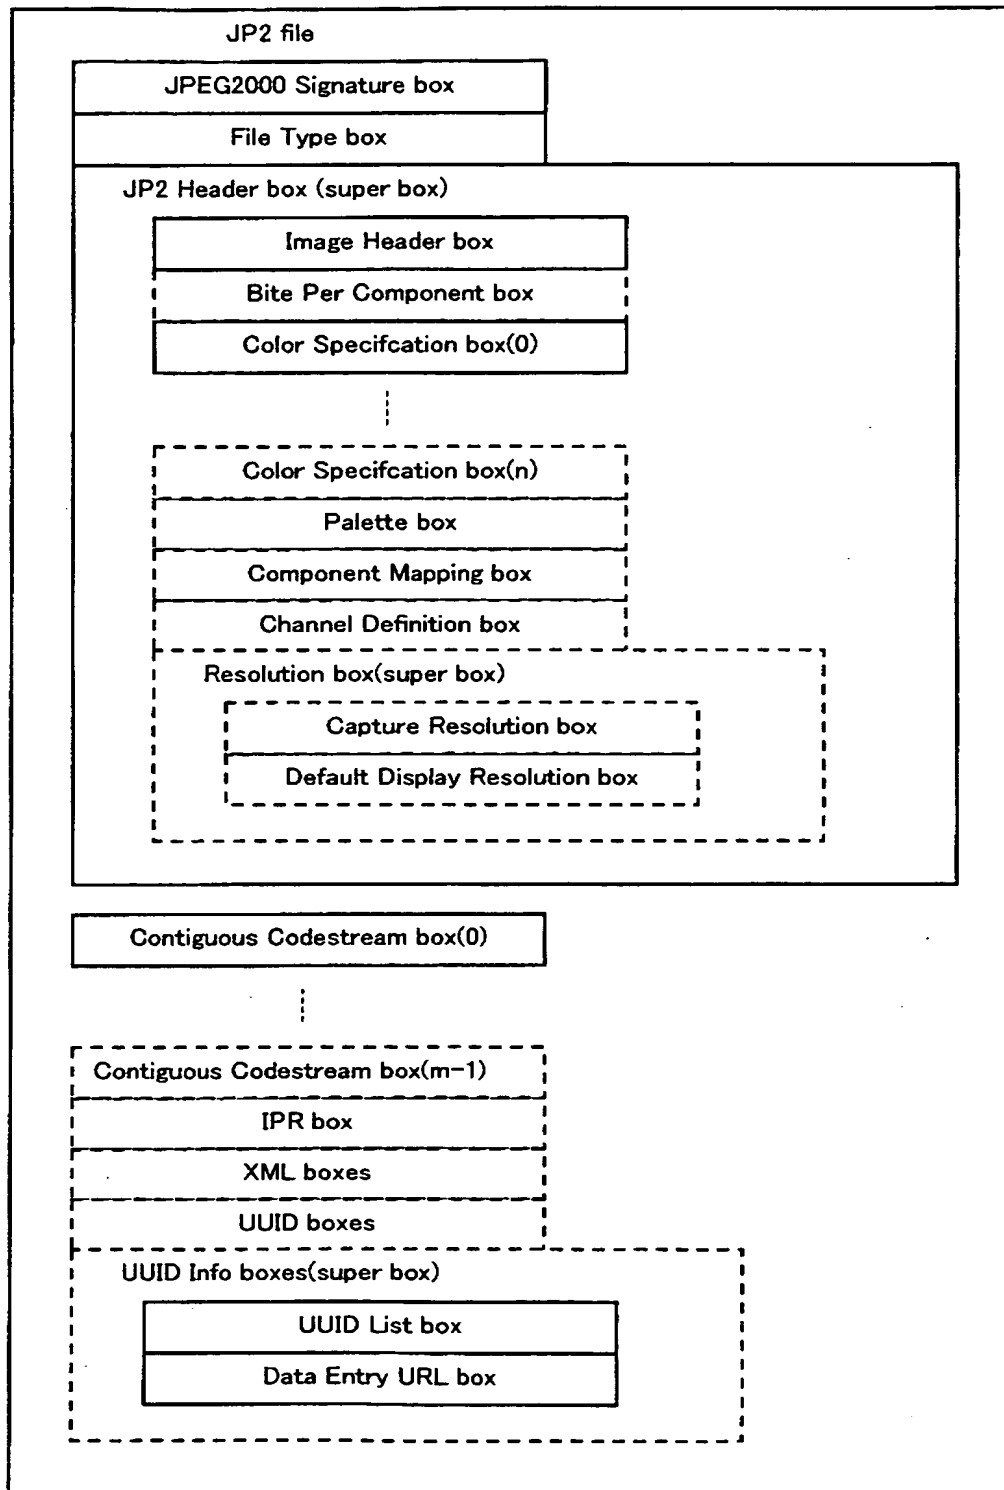 JP2 file
JPEG2000 Signature box
File Type box
JP2 Header box (super box)
Image Header box
Bite Per Component box
Color Specifcation box(0)
Color Specifcation box(n)
Palette box
Component Mapping box
Channel Definition box
Resolution box(super box)
Capture Resolution box
Default Display Resolution box
Contiguous Codestream box(0)
Contiguous Codestream box(m-1)
IPR box
XML boxes
UUID boxes
UUID Info boxes(super box)
UUID List box
Data Entry URL box